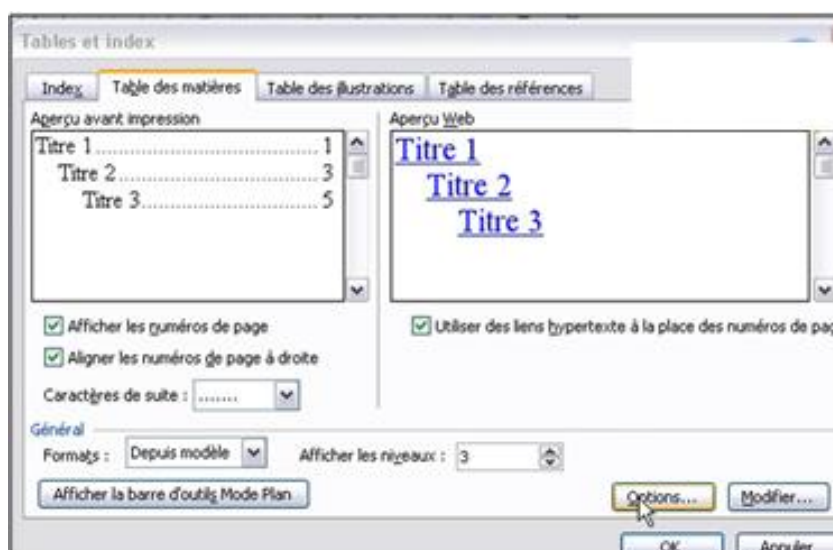 Tables et index
Index Table des matières Table des illustrations Table des références
Aperçu avant impression
Titre 1 1
Titre 2 3
Titre 3 5
Aperçu Web
Titre 1
Titre 2
Titre 3
Afficher les numéros de page
Aligner les numéros de page à droite
Caractères de suite : ........
Utiliser des liens hypertexte à la place des numéros de pag
Général
Formats : Depuis modèle Afficher les niveaux : 3
Afficher la barre d'outils Mode Plan Options... Modifier...
OK Annuler